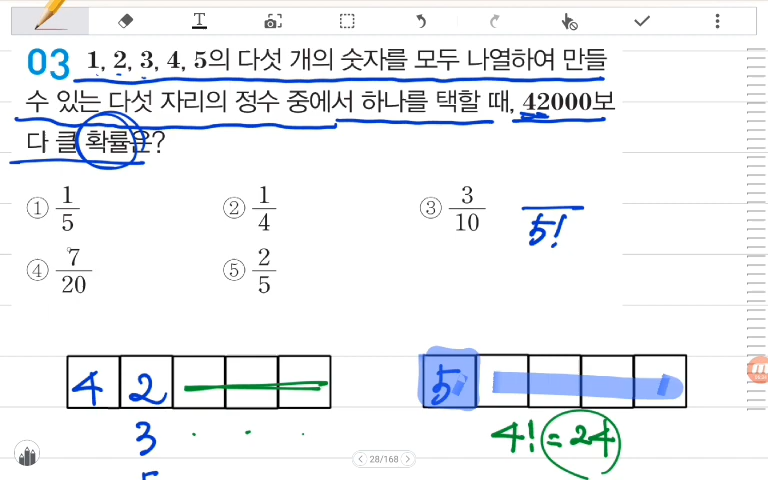 03 1, 2, 3, 4, 5의 다섯 개의 숫자를 모두 나열하여 만들
수 있는 다섯 자리의 정수 중에서 하나를 택할 때, 42000보
다 클 확률은?
① 1/5 ② 1/4 ③ 3/10
5!
④ 7/20 ⑤ 2/5
4 2 5
3 4! = 24
5
28/168